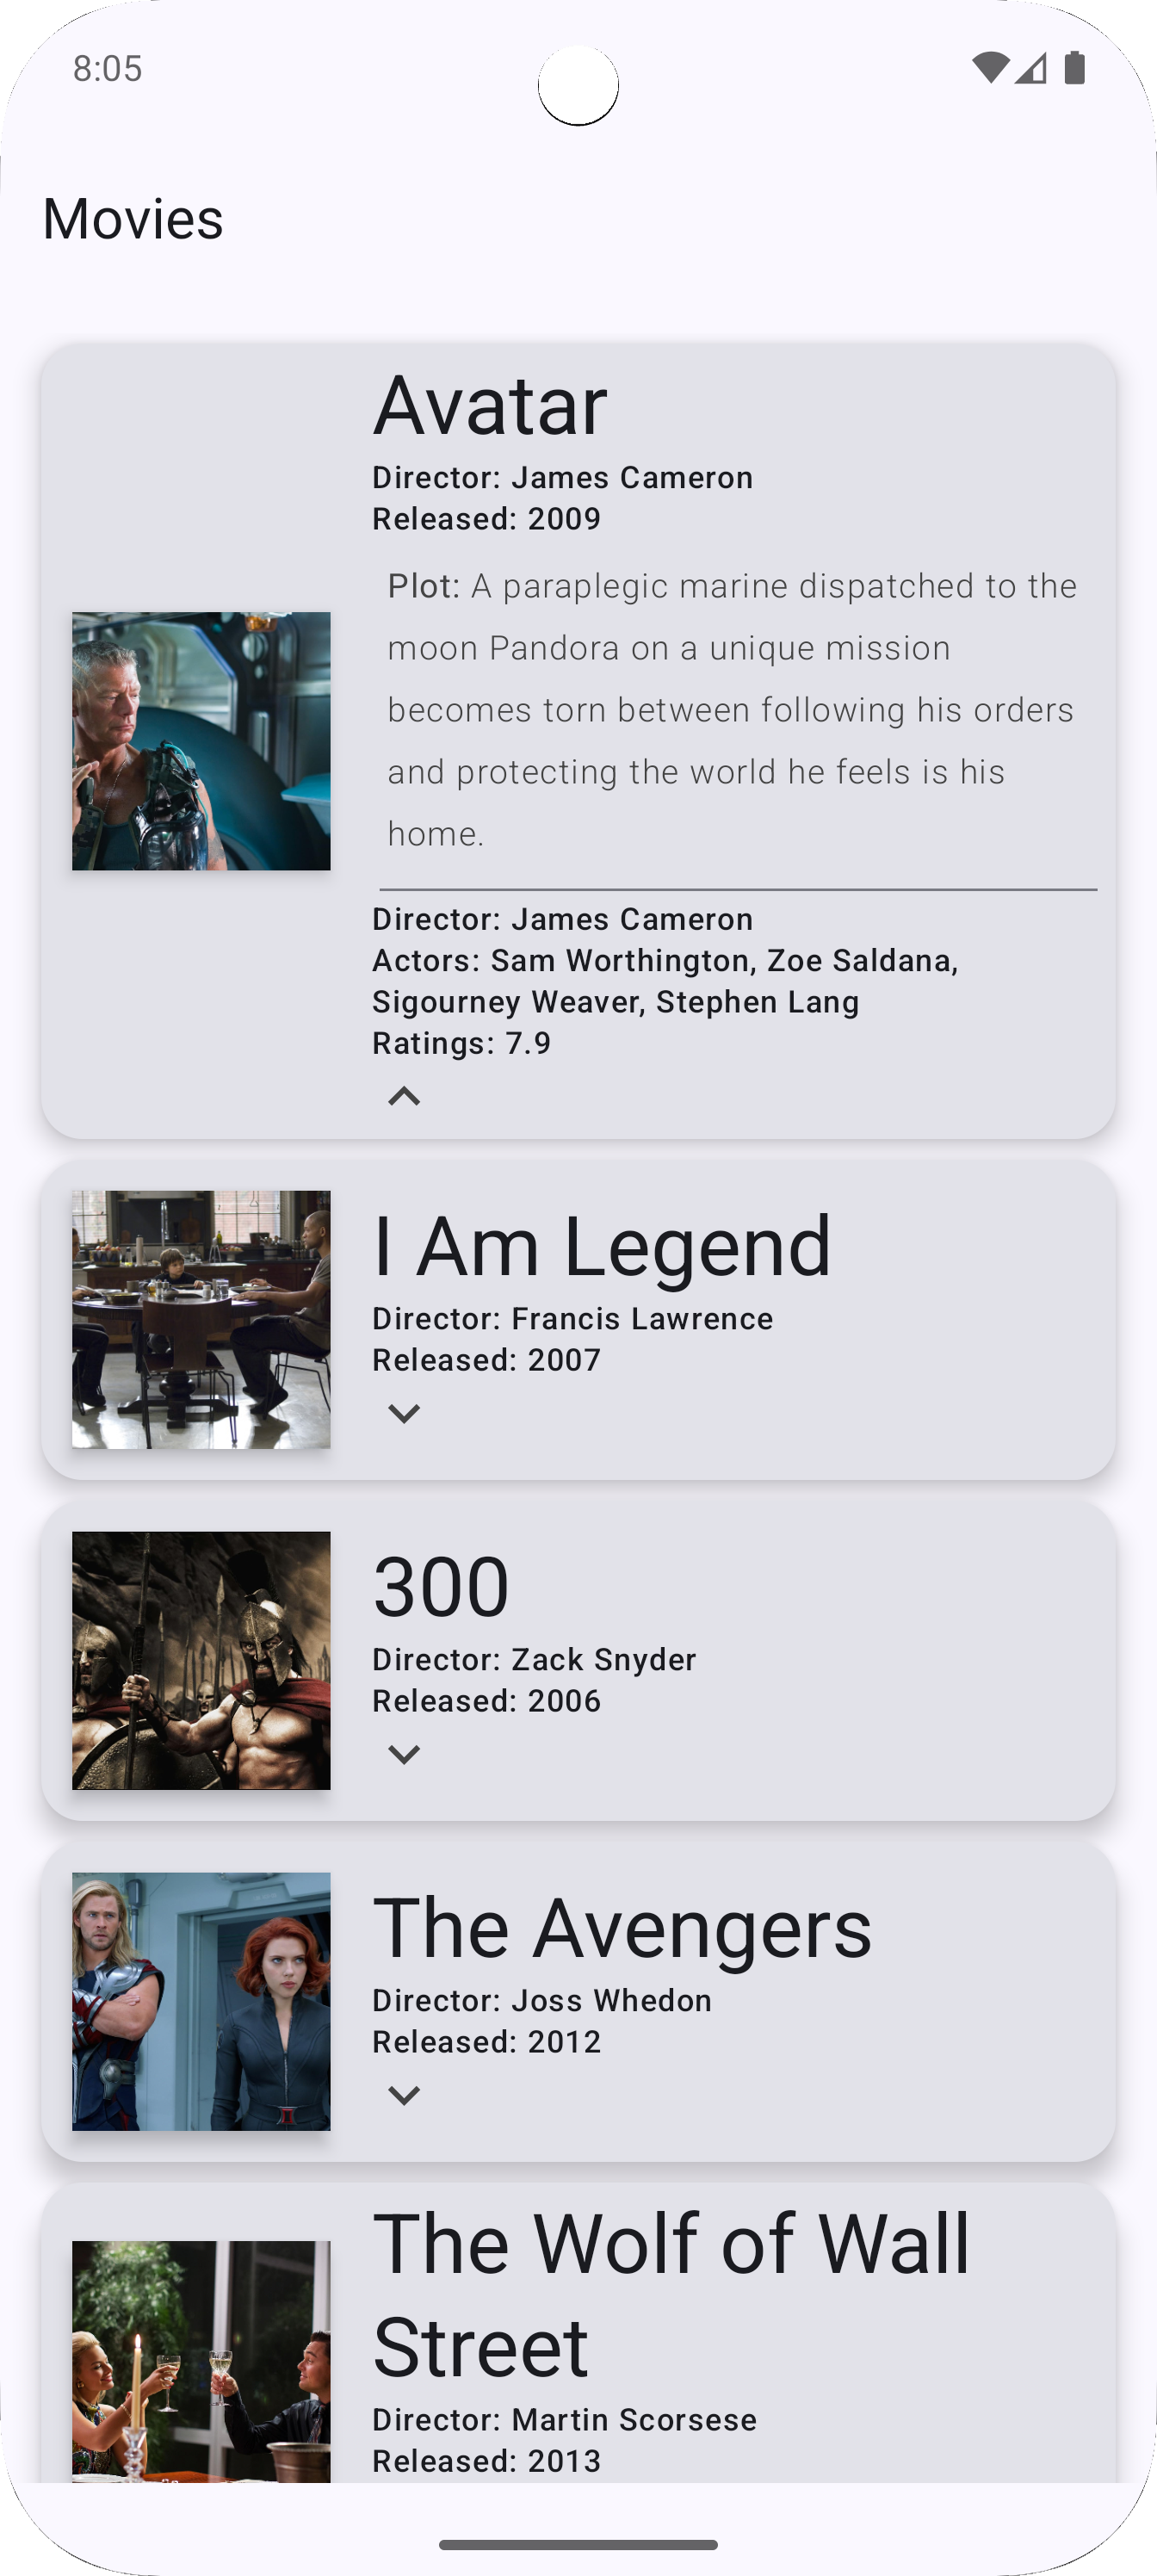 8:05
Movies
Avatar
Director: James Cameron
Released: 2009
Plot: A paraplegic marine dispatched to the
moon Pandora on a unique mission
becomes torn between following his orders
and protecting the world he feels is his
home.
Director: James Cameron
Actors: Sam Worthington, Zoe Saldana,
Sigourney Weaver, Stephen Lang
Ratings: 7.9
I Am Legend
Director: Francis Lawrence
Released: 2007
300
Director: Zack Snyder
Released: 2006
The Avengers
Director: Joss Whedon
Released: 2012
The Wolf of Wall
Street
Director: Martin Scorsese
Released: 2013